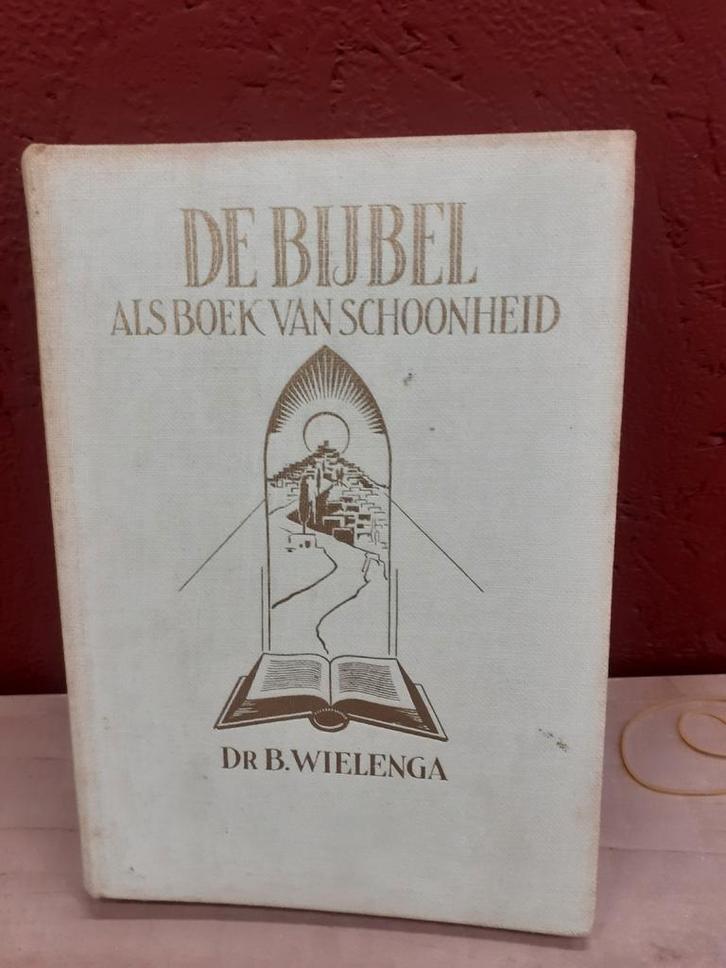 DE BIJBEL
ALS BOEK VAN SCHOONHEID
DR B. WIELENGA